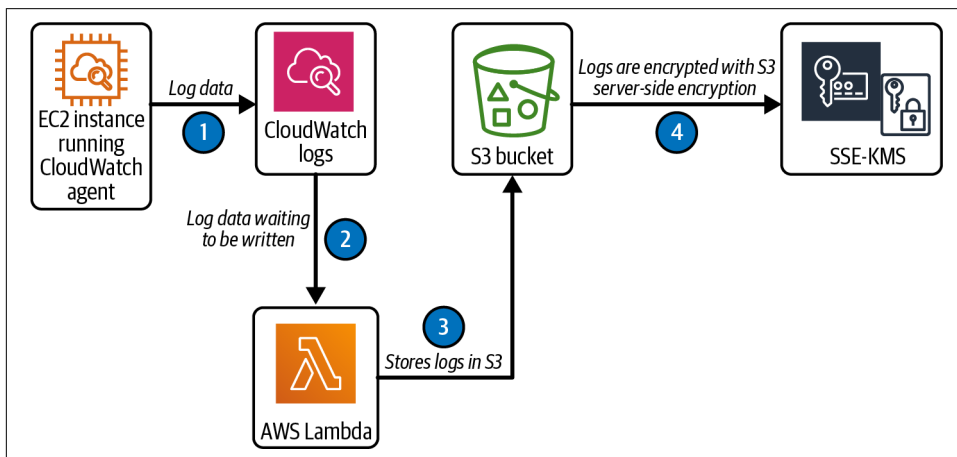 EC2 instance
running
CloudWatch
agent
Log data
1
CloudWatch
logs
Log data waiting
to be written
2
AWS Lambda
3
Stores logs in S3
S3 bucket
Logs are encrypted with S3
server-side encryption
4
SSE-KMS